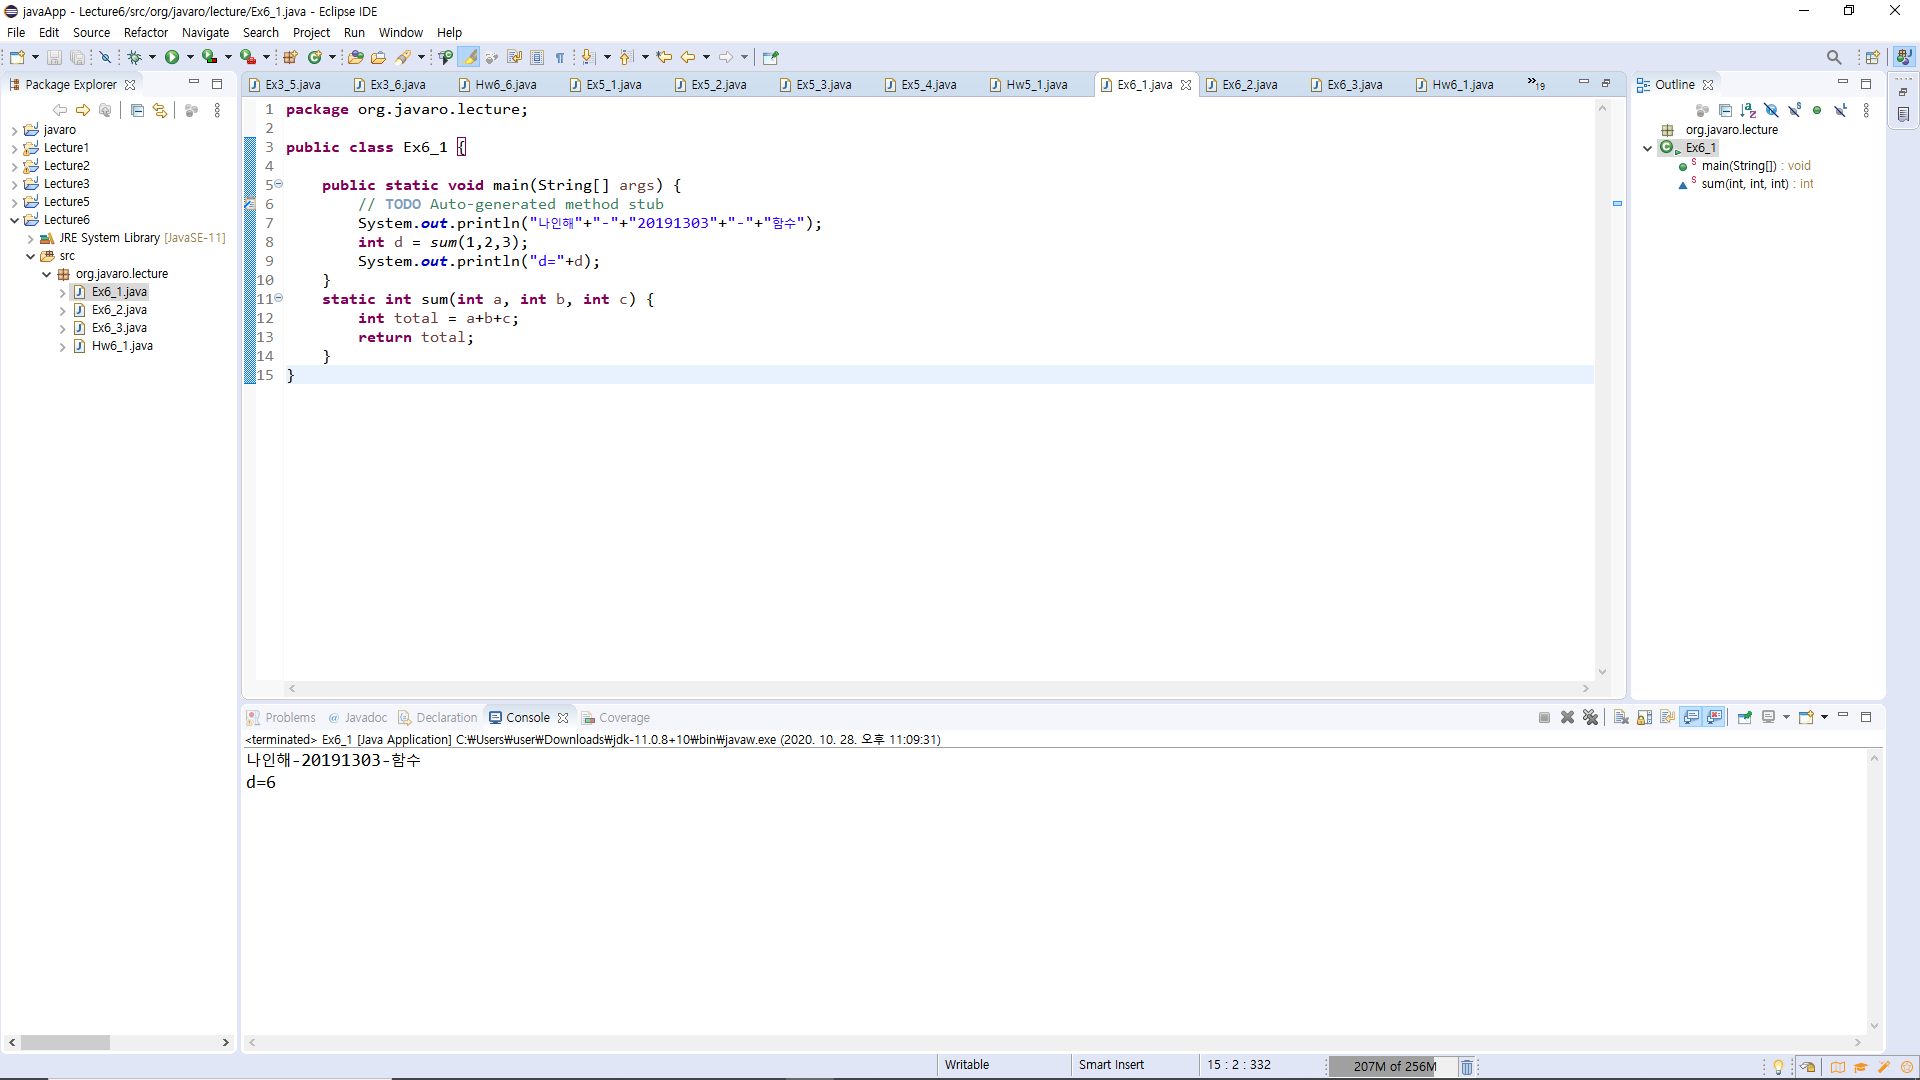 javaApp - Lecture6/src/org/javaro/lecture/Ex6_1.java - Eclipse IDE
File Edit Source Refactor Navigate Search Project Run Window Help
Package Explorer
javaro
Lecture1
Lecture2
Lecture3
Lecture5
Lecture6
JRE System Library [JavaSE-11]
src
org.javaro.lecture
Ex6_1.java
Ex6_2.java
Ex6_3.java
Hw6_1.java
Ex3_5.java Ex3_6.java Hw6_6.java Ex5_1.java Ex5_2.java Ex5_3.java Ex5_4.java Hw5_1.java Ex6_1.java Ex6_2.java Ex6_3.java Hw6_1.java »19
1 package org.javaro.lecture;
2
3 public class Ex6_1 {
4
5 public static void main(String[] args) {
6 // TODO Auto-generated method stub
7 System.out.println("나인해"+"-"+"20191303"+"-"+"함수");
8 int d = sum(1,2,3);
9 System.out.println("d="+d);
10 }
11 static int sum(int a, int b, int c) {
12 int total = a+b+c;
13 return total;
14 }
15 }
Outline
org.javaro.lecture
Ex6_1
main(String[]) : void
sum(int, int, int) : int
Problems @ Javadoc Declaration Console Coverage
<terminated> Ex6_1 [Java Application] C:₩Users₩user₩Downloads₩jdk-11.0.8+10₩bin₩javaw.exe (2020. 10. 28. 오후 11:09:31)
나인해-20191303-함수
d=6
Writable Smart Insert 15 : 2 : 332 207M of 256M